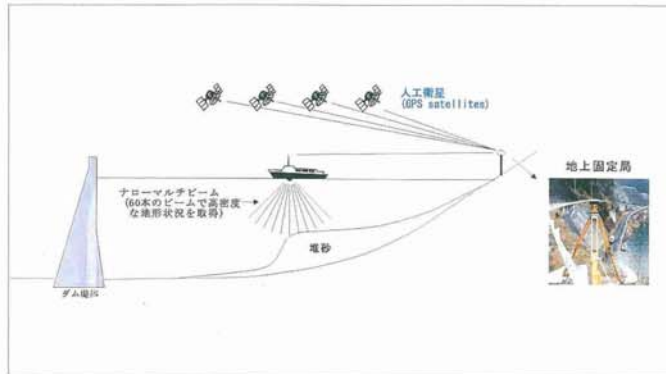 人工衛星
(GPS satellites)
地上固定局
ナローマルチビーム
(60本のビームで高密度
な地形状況を取得)
堆砂
ダム堤体